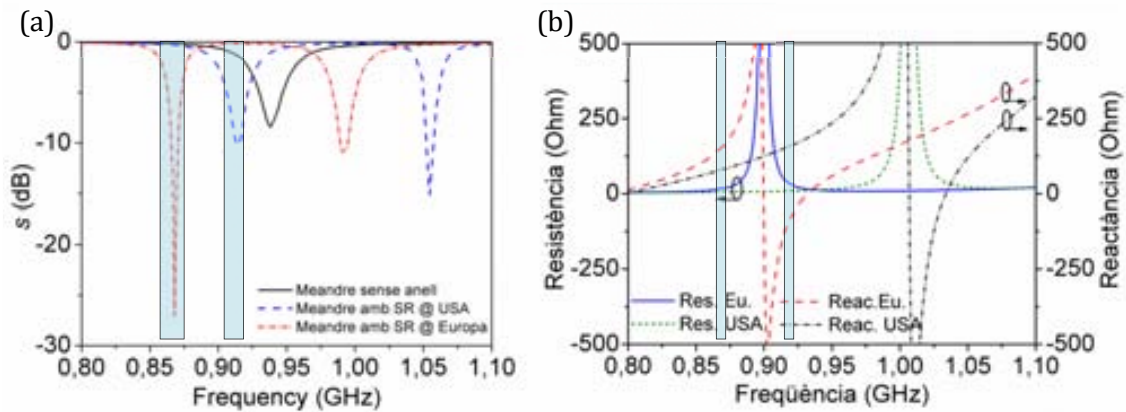 (a)
0
-10
-20
-30
s (dB)
0,80 0,85 0,90 0,95 1,00 1,05 1,10
Frequency (GHz)
Meandre sense anell
Meandre amb SR @ USA
Meandre amb SR @ Europa
(b)
500
250
0
-250
-500
Resistència (Ohm)
500
250
0
-250
-500
Reactància (Ohm)
Res. Eu. Reac.Eu.
Res. USA Reac. USA
0,80 0,85 0,90 0,95 1,00 1,05 1,10
Freqüència (GHz)